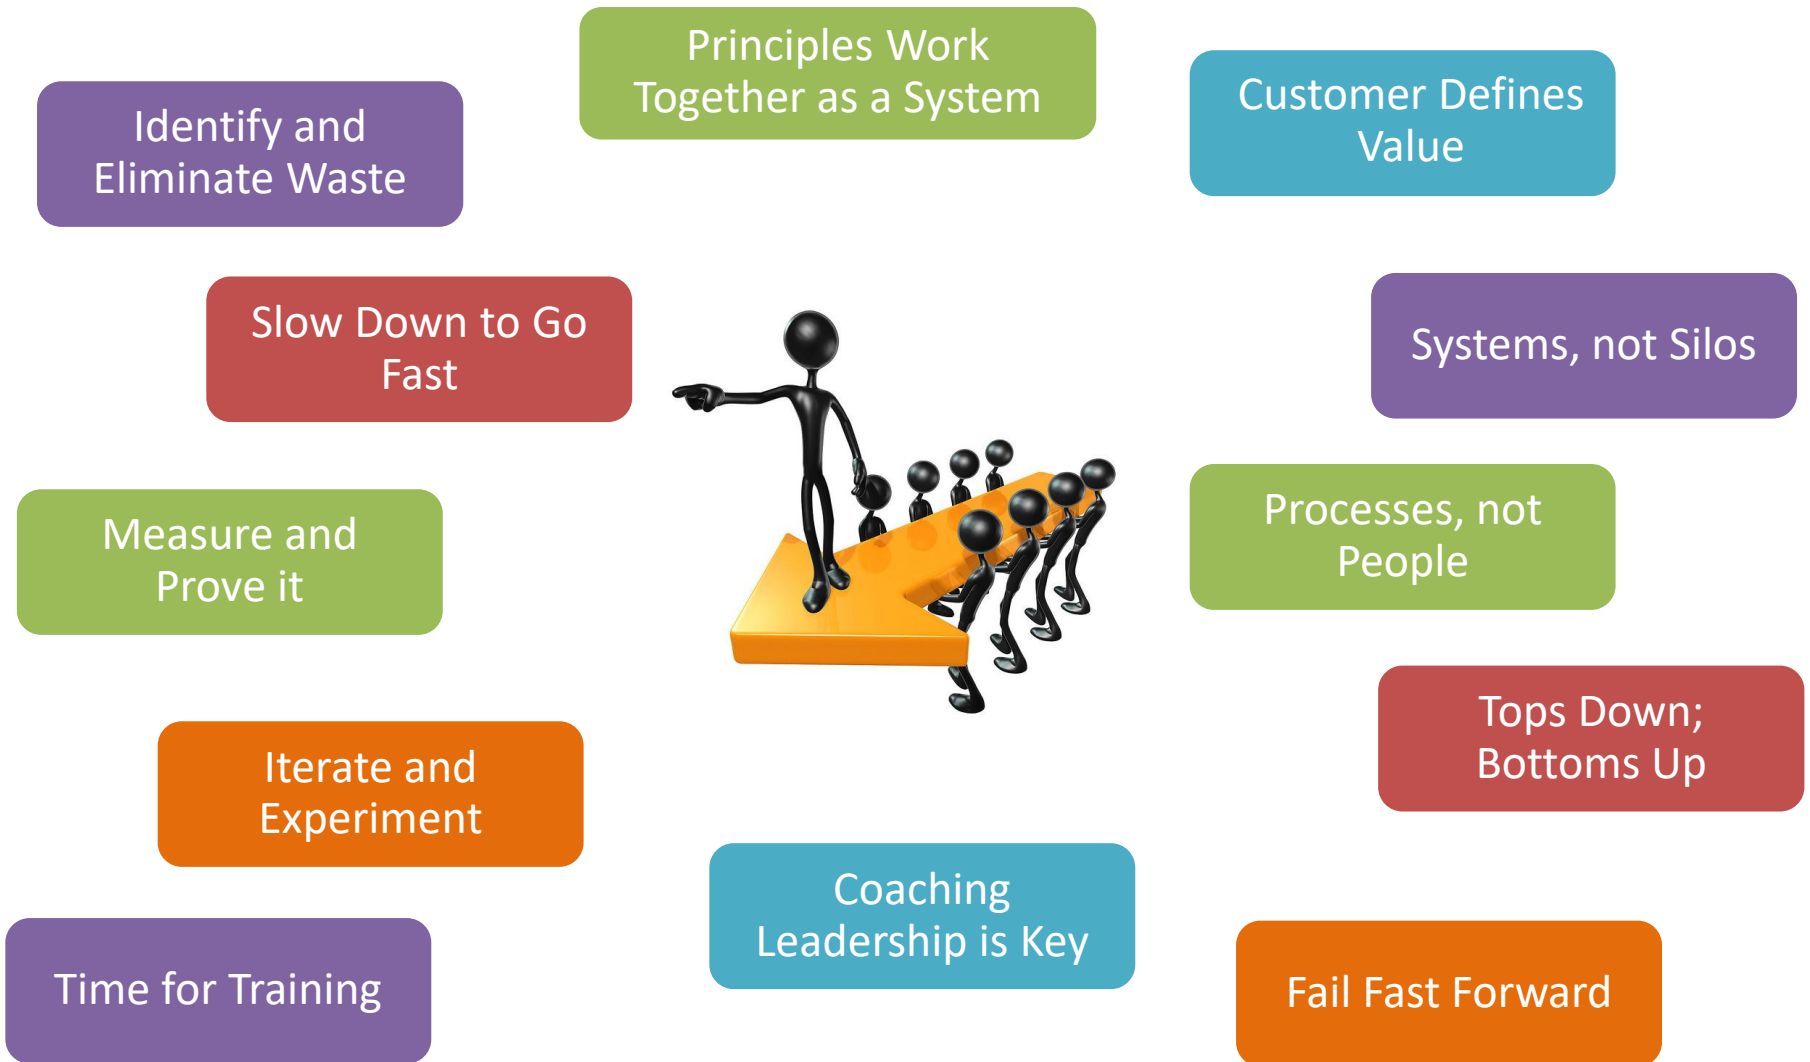 Principles Work
Together as a System
Customer Defines
Value
Identify and
Eliminate Waste
Slow Down to Go
Fast
Systems, not Silos
Measure and
Prove it
Processes, not
People
Tops Down;
Bottoms Up
Iterate and
Experiment
Coaching
Leadership is Key
Time for Training
Fail Fast Forward